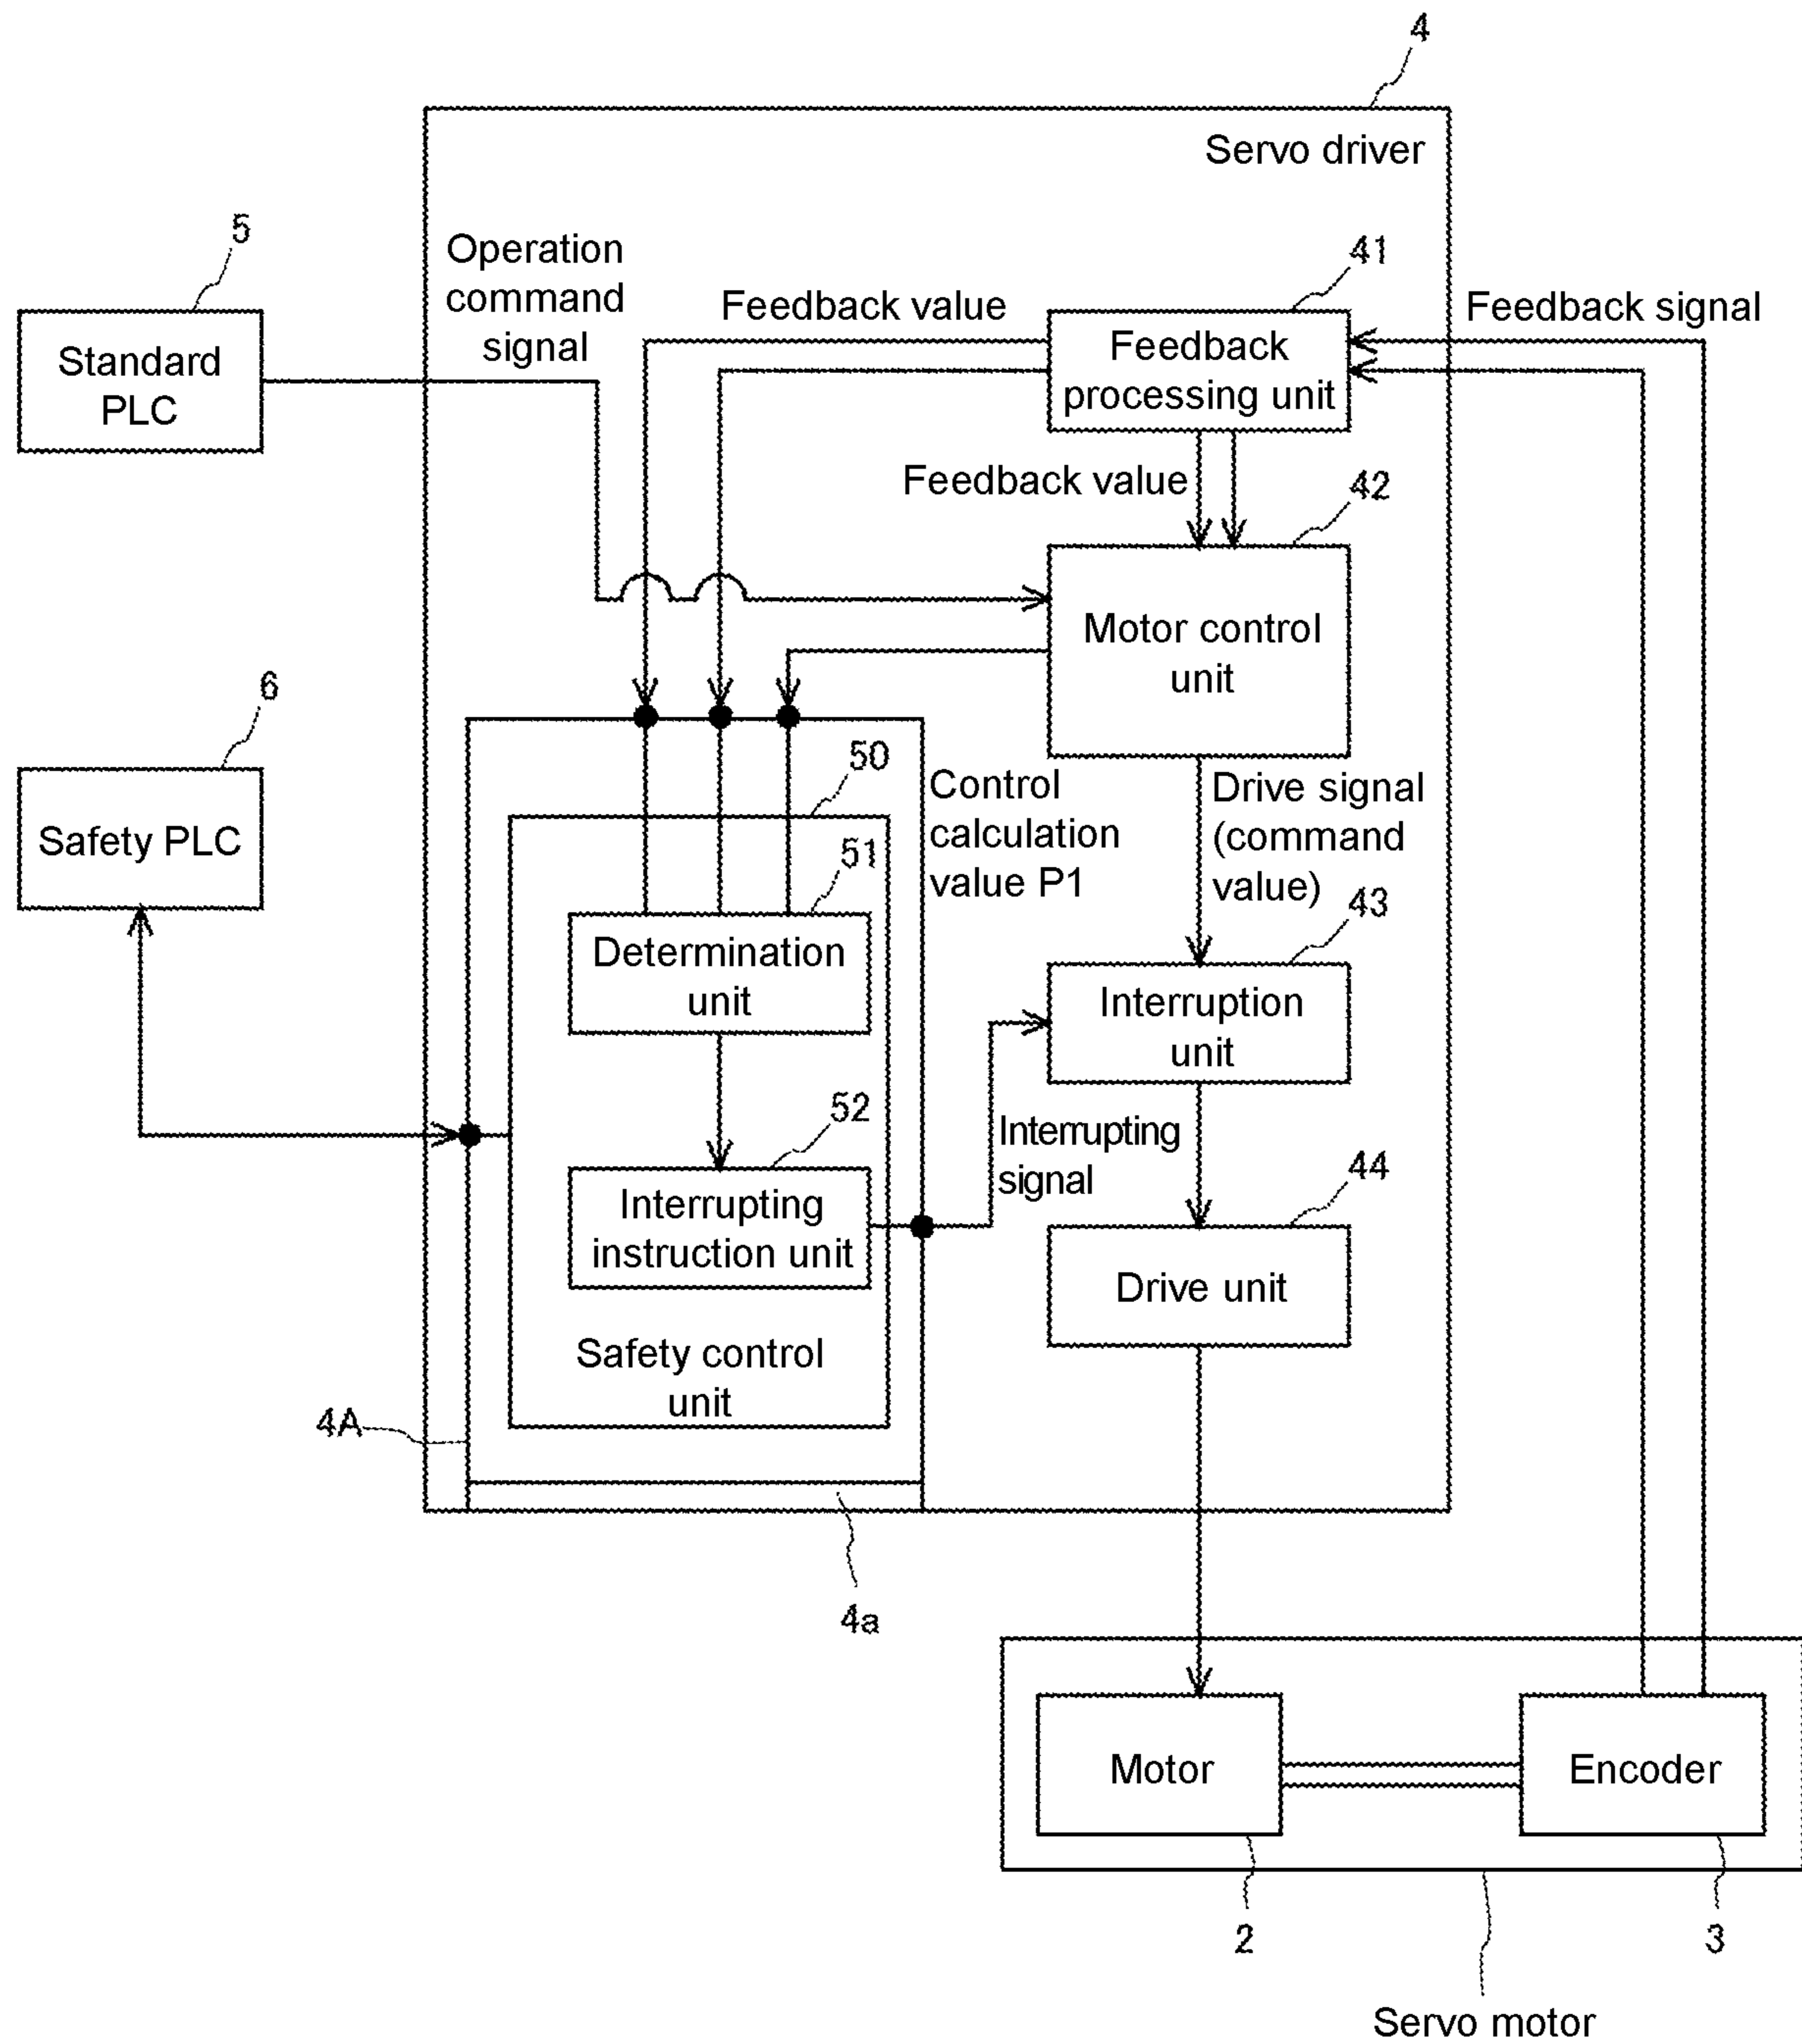 4
Servo driver
5
Operation
command
signal
41
Feedback value
Feedback signal
Standard
PLC
Feedback
processing unit
Feedback value
42
Motor control
unit
6
50
Control
calculation
value P1
Drive signal
(command
value)
Safety PLC
51
43
Determination
unit
Interruption
unit
52
Interrupting
signal
44
Interrupting
instruction unit
Drive unit
Safety control
unit
4A
4a
Motor
Encoder
2
3
Servo motor